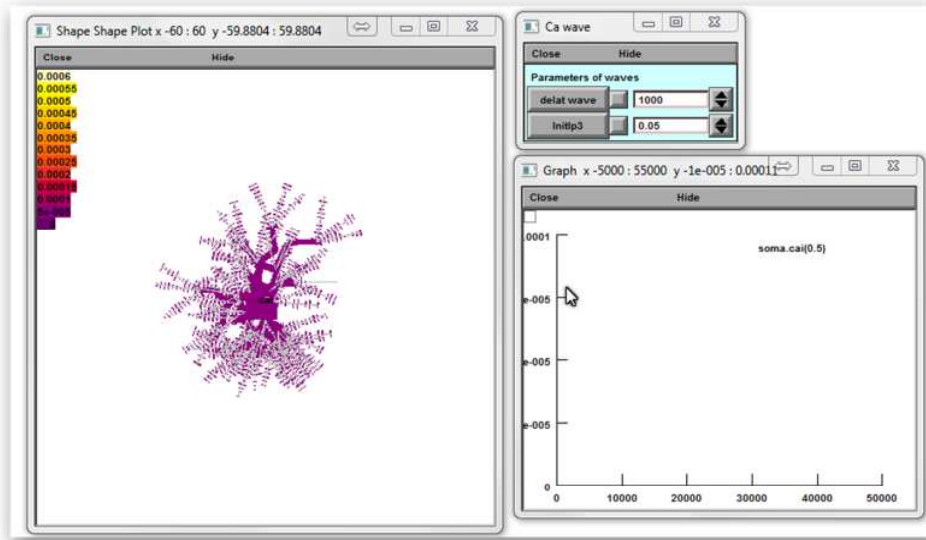 Shape Shape Plot x -60 : 60 y -59.8804 : 59.8804
Close Hide
0.0006
0.00055
0.0005
0.00045
0.0004
0.00035
0.0003
0.00025
0.0002
0.00015
0.0001
5e-005
Ca wave
Close Hide
Parameters of waves
delat wave 1000
InitIp3 0.05
Graph x -5000 : 55000 y -1e-005 : 0.00011
Close Hide
.0001
soma.cai(0.5)
e-005
e-005
e-005
0
0 10000 20000 30000 40000 50000